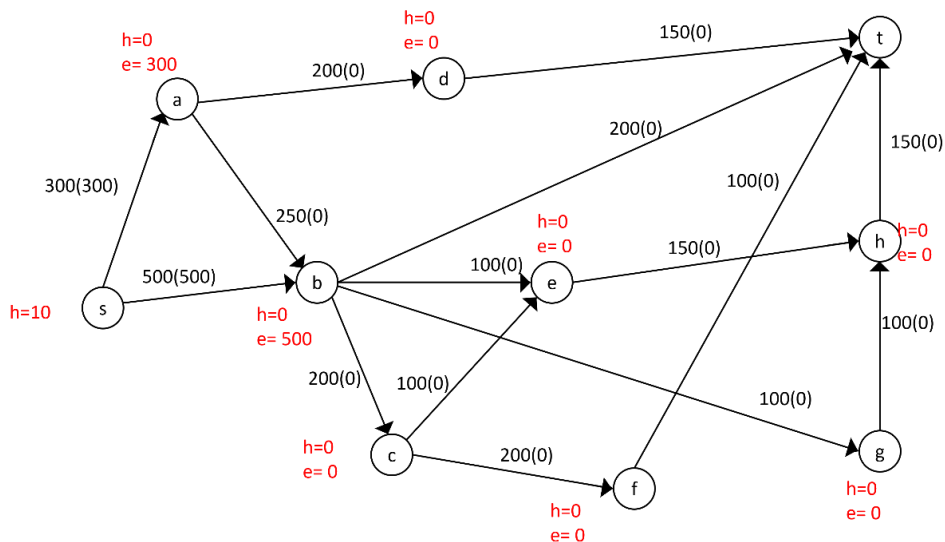 h=0
e= 0
h=0
e= 300
150(0)
t
200(0)
d
a
200(0)
150(0)
300(300)
100(0)
250(0)
h=0
e= 0
h=0
e= 0
h
150(0)
500(500)
100(0)
e
b
s
h=10
h=0
e= 500
100(0)
200(0)
100(0)
100(0)
h=0
e= 0
c
200(0)
g
f
h=0
e= 0
h=0
e= 0